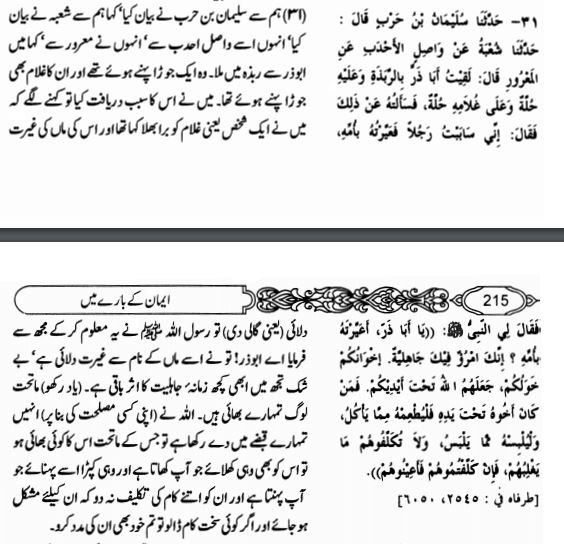 ۳۱- حَدَّثَنَا سُلَيْمَانُ بْنُ حَرْبٍ قَالَ :
حَدَّثَنَا شُعْبَةُ عَنْ وَاصِلِ الأَحْدَبِ عَنِ
الْمَعْرُورِ قَالَ: لَقِيْتُ أَبَا ذَرٍّ بِالرَّبَذَةِ وَعَلَيْهِ
حُلَّةٌ وَعَلَى غُلَامِهِ حُلَّةٌ، فَسَأَلْتُهُ عَنْ ذَلِكَ
فَقَالَ: إِنِّي سَابَبْتُ رَجُلاً فَعَيَّرْتُهُ بِأُمِّهِ،
(۳۱) ہم سے سلیمان بن حرب نے بیان کیا' کہا ہم سے شعبہ نے بیان
کیا' انہوں نے اسے واصل احدب سے' انہوں نے معرور سے' کہا میں
ابوذر سے ربذہ میں ملا۔ وہ ایک جوڑا پہنے ہوئے تھے اور ان کا غلام بھی
جوڑا پہنے ہوئے تھا۔ میں نے اس کا سبب دریافت کیا تو کہنے لگے کہ
میں نے ایک شخص یعنی غلام کو برا بھلا کہا تھا اور اس کی ماں کی غیرت
215
ایمان کے بارے میں
فَقَالَ لِي النَّبِيُّ ﷺ: ((يَا أَبَا ذَرٍّ، أَعَيَّرْتَهُ
بِأُمِّهِ ؟ إِنَّكَ امْرُؤٌ فِيْكَ جَاهِلِيَّةٌ. إِخْوَانُكُمْ
خَوَلُكُمْ، جَعَلَهُمُ اللهُ تَحْتَ أَيْدِيْكُمْ. فَمَنْ
كَانَ أَخُوهُ تَحْتَ يَدِهِ فَلْيُطْعِمْهُ مِمَّا يَأْكُلُ،
وَلْيُلْبِسْهُ مِمَّا يَلْبَسُ، وَلاَ تُكَلِّفُوهُمْ مَا
يَغْلِبُهُمْ، فَإِنْ كَلَّفْتُمُوهُمْ فَأَعِينُوهُمْ)).
[طرفاه في : ٢٥٤٥، ٦٠٥٠]
دلائی (یعنی گالی دی) تو رسول اللہ ﷺ نے یہ معلوم کر کے مجھ سے
فرمایا اے ابوذر! تو نے اسے ماں کے نام سے غیرت دلائی ہے' بے
شک تجھ میں ابھی کچھ زمانہ جاہلیت کا اثر باقی ہے۔ (یاد رکھو) ماتحت
لوگ تمہارے بھائی ہیں۔ اللہ نے (اپنی کسی مصلحت کی بنا پر) انہیں
تمہارے قبضے میں دے رکھا ہے تو جس کے ماتحت اس کا کوئی بھائی ہو
تو اس کو بھی وہی کھلائے جو آپ کھاتا ہے اور وہی کپڑا اسے پہنائے جو
آپ پہنتا ہے اور ان کو اتنے کام کی تکلیف نہ دو کہ ان کیلئے مشکل
ہو جائے اور اگر کوئی سخت کام ڈالو تو تم خود بھی ان کی مدد کرو۔